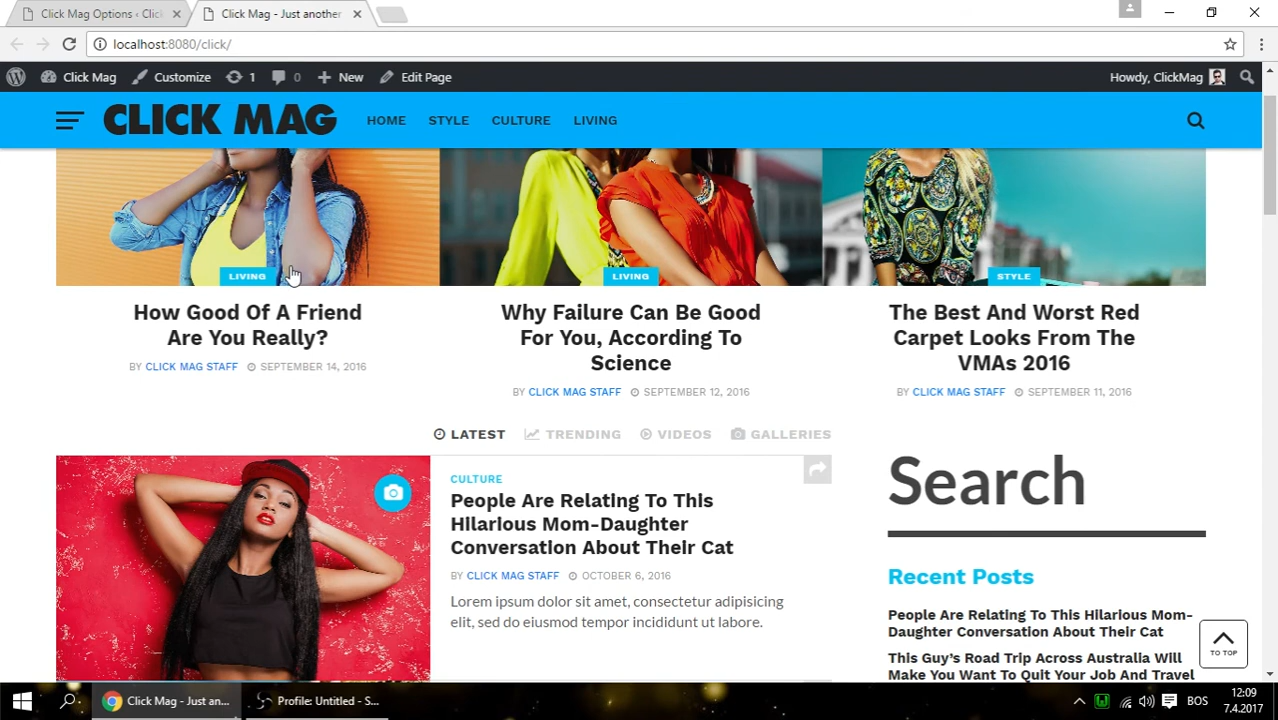 Click Mag Options ‹ Clic
Click Mag - Just another
localhost:8080/click/
Click Mag
Customize
1
0
New
Edit Page
Howdy, ClickMag
CLICK MAG
HOME
STYLE
CULTURE
LIVING
LIVING
LIVING
STYLE
How Good Of A Friend
Are You Really?
BY CLICK MAG STAFF SEPTEMBER 14, 2016
Why Failure Can Be Good
For You, According To
Science
BY CLICK MAG STAFF SEPTEMBER 12, 2016
The Best And Worst Red
Carpet Looks From The
VMAs 2016
BY CLICK MAG STAFF SEPTEMBER 11, 2016
LATEST
TRENDING
VIDEOS
GALLERIES
CULTURE
People Are Relating To This
Hilarious Mom-Daughter
Conversation About Their Cat
BY CLICK MAG STAFF OCTOBER 6, 2016
Lorem ipsum dolor sit amet, consectetur adipisicing
elit, sed do eiusmod tempor incididunt ut labore.
Search
Recent Posts
People Are Relating To This Hilarious Mom-
Daughter Conversation About Their Cat
This Guy's Road Trip Across Australia Will
Make You Want To Quit Your Job And Travel
TO TOP
Click Mag - Just an...
Profile: Untitled - S...
BOS
12:09
7.4.2017